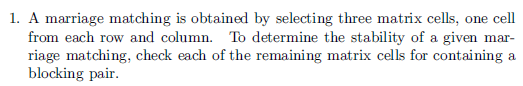 1. A marriage matching is obtained by selecting three matrix cells, one cell
from each row and column. To determine the stability of a given mar-
riage matching, check each of the remaining matrix cells for containing a
blocking pair.